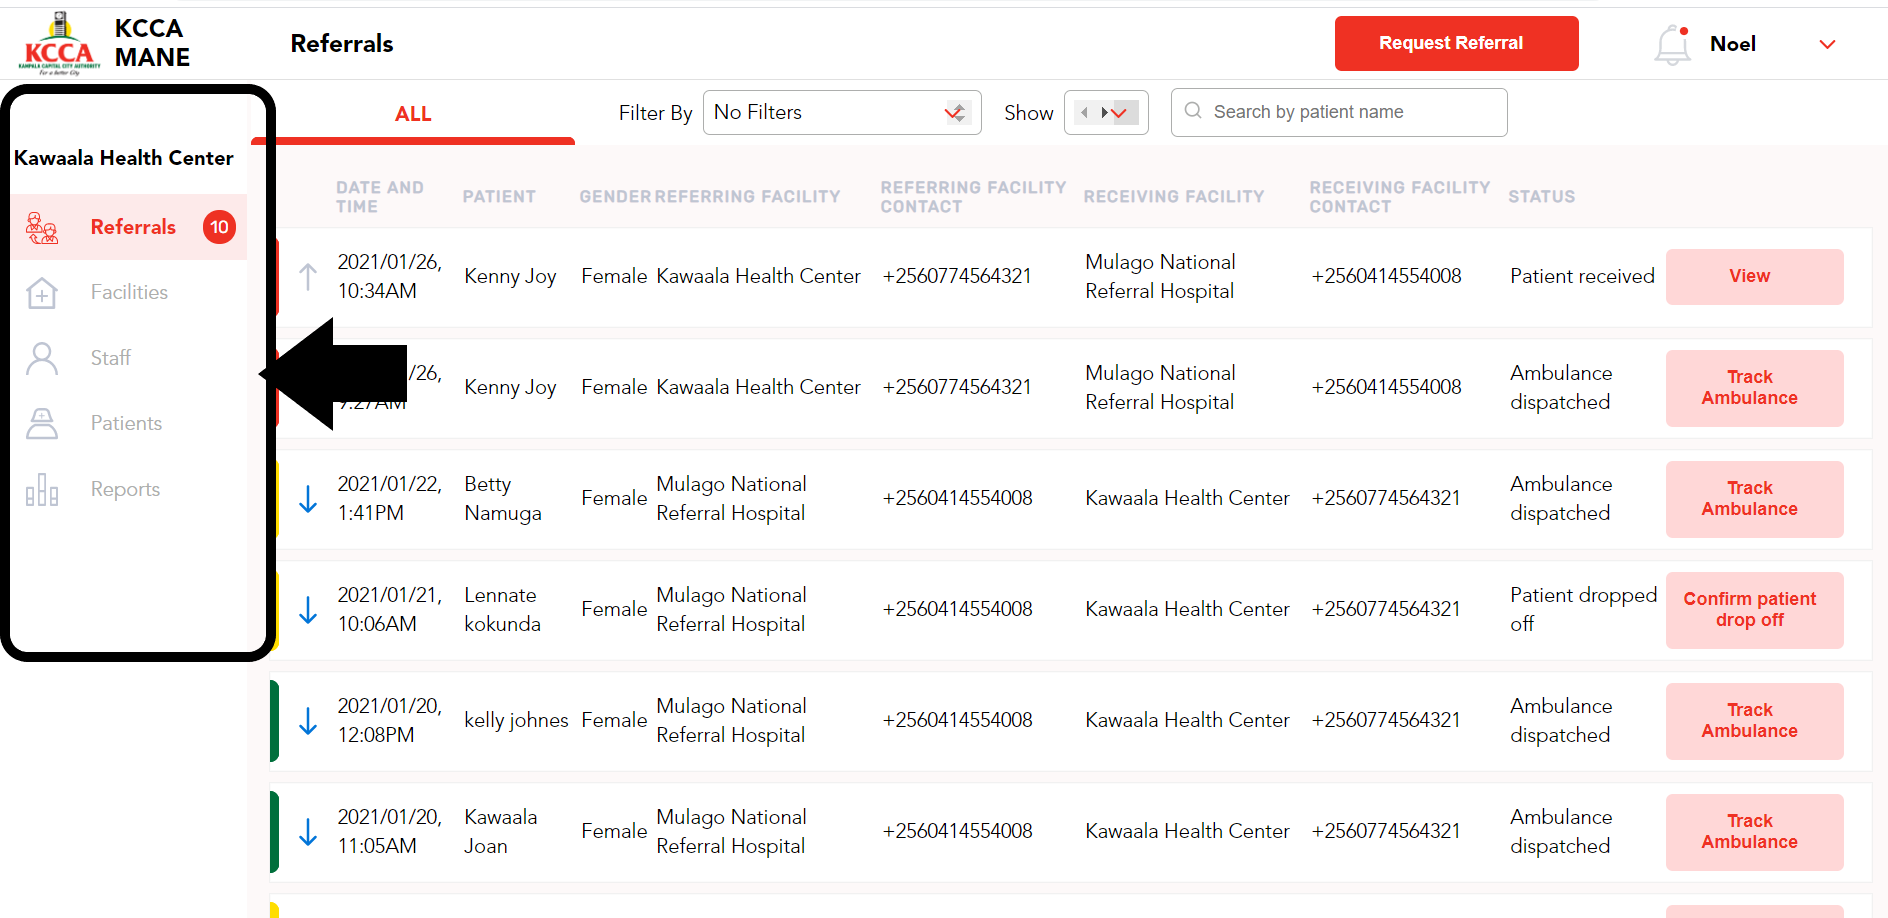 KCCA
KAMPALA CAPITAL CITY AUTHORITY
For a better City
KCCA
MANE
Referrals
Request Referral
Noel
Kawaala Health Center
Referrals 10
Facilities
Staff
Patients
Reports
ALL
Filter By No Filters
Show
Search by patient name
DATE AND
TIME
PATIENT
GENDER
REFERRING FACILITY
REFERRING FACILITY
CONTACT
RECEIVING FACILITY
RECEIVING FACILITY
CONTACT
STATUS
2021/01/26,
10:34AM
Kenny Joy
Female
Kawaala Health Center
+2560774564321
Mulago National
Referral Hospital
+2560414554008
Patient received
View
/26,
9:27AM
Kenny Joy
Female
Kawaala Health Center
+2560774564321
Mulago National
Referral Hospital
+2560414554008
Ambulance
dispatched
Track
Ambulance
2021/01/22,
1:41PM
Betty
Namuga
Female
Mulago National
Referral Hospital
+2560414554008
Kawaala Health Center
+2560774564321
Ambulance
dispatched
Track
Ambulance
2021/01/21,
10:06AM
Lennate
kokunda
Female
Mulago National
Referral Hospital
+2560414554008
Kawaala Health Center
+2560774564321
Patient dropped
off
Confirm patient
drop off
2021/01/20,
12:08PM
kelly johnes
Female
Mulago National
Referral Hospital
+2560414554008
Kawaala Health Center
+2560774564321
Ambulance
dispatched
Track
Ambulance
2021/01/20,
11:05AM
Kawaala
Joan
Female
Mulago National
Referral Hospital
+2560414554008
Kawaala Health Center
+2560774564321
Ambulance
dispatched
Track
Ambulance